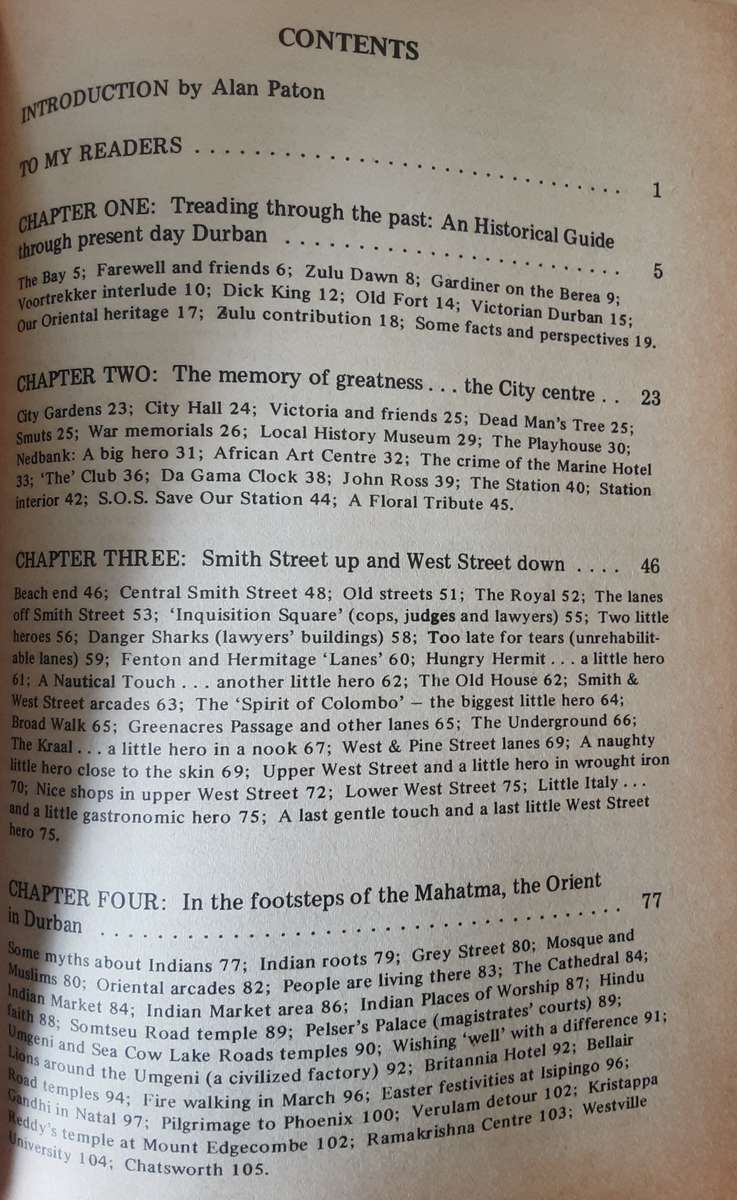 CONTENTS
INTRODUCTION by Alan Paton
TO MY READERS . . . . . . . . . . . . . . . . . . . . . . . . . . . . . . 1
CHAPTER ONE: Treading through the past: An Historical Guide
through present day Durban . . . . . . . . . . . . . . . . . . . . . . . . 5
The Bay 5; Farewell and friends 6; Zulu Dawn 8; Gardiner on the Berea 9;
Voortrekker interlude 10; Dick King 12; Old Fort 14; Victorian Durban 15;
Our Oriental heritage 17; Zulu contribution 18; Some facts and perspectives 19.
CHAPTER TWO: The memory of greatness . . . the City centre . . 23
City Gardens 23; City Hall 24; Victoria and friends 25; Dead Man's Tree 25;
Smuts 25; War memorials 26; Local History Museum 29; The Playhouse 30;
Nedbank: A big hero 31; African Art Centre 32; The crime of the Marine Hotel
33; 'The' Club 36; Da Gama Clock 38; John Ross 39; The Station 40; Station
interior 42; S.O.S. Save Our Station 44; A Floral Tribute 45.
CHAPTER THREE: Smith Street up and West Street down . . . . 46
Beach end 46; Central Smith Street 48; Old streets 51; The Royal 52; The lanes
off Smith Street 53; 'Inquisition Square' (cops, judges and lawyers) 55; Two little
heroes 56; Danger Sharks (lawyers' buildings) 58; Too late for tears (unrehabilit-
able lanes) 59; Fenton and Hermitage 'Lanes' 60; Hungry Hermit . . . a little hero
61; A Nautical Touch . . . another little hero 62; The Old House 62; Smith &
West Street arcades 63; The 'Spirit of Colombo' – the biggest little hero 64;
Broad Walk 65; Greenacres Passage and other lanes 65; The Underground 66;
The Kraal . . . a little hero in a nook 67; West & Pine Street lanes 69; A naughty
little hero close to the skin 69; Upper West Street and a little hero in wrought iron
70; Nice shops in upper West Street 72; Lower West Street 75; Little Italy . . .
and a little gastronomic hero 75; A last gentle touch and a last little West Street
hero 75.
CHAPTER FOUR: In the footsteps of the Mahatma, the Orient
in Durban . . . . . . . . . . . . . . . . . . . . . . . . . . . . . . . . . . 77
Some myths about Indians 77; Indian roots 79; Grey Street 80; Mosque and
Muslims 80; Oriental arcades 82; People are living there 83; The Cathedral 84;
Indian Market 84; Indian Market area 86; Indian Places of Worship 87; Hindu
faith 88; Somtseu Road temple 89; Pelser's Palace (magistrates' courts) 89;
Umgeni and Sea Cow Lake Roads temples 90; Wishing 'well' with a difference 91;
Lions around the Umgeni (a civilized factory) 92; Britannia Hotel 92; Bellair
Road temples 94; Fire walking in March 96; Easter festivities at Isipingo 96;
Gandhi in Natal 97; Pilgrimage to Phoenix 100; Verulam detour 102; Kristappa
Reddy's temple at Mount Edgecombe 102; Ramakrishna Centre 103; Westville
University 104; Chatsworth 105.